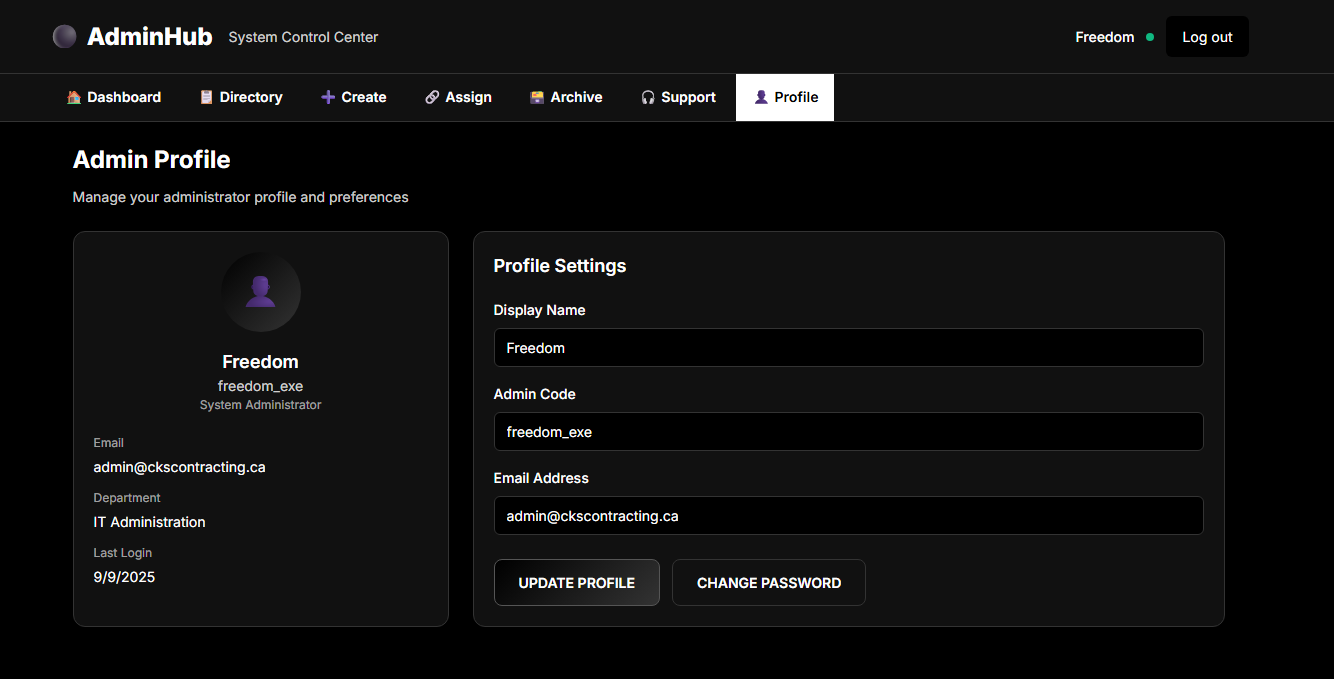 AdminHub System Control Center
Freedom Log out
Dashboard Directory Create Assign Archive Support Profile
Admin Profile
Manage your administrator profile and preferences
Freedom
freedom_exe
System Administrator
Email
admin@ckscontracting.ca
Department
IT Administration
Last Login
9/9/2025
Profile Settings
Display Name
Freedom
Admin Code
freedom_exe
Email Address
admin@ckscontracting.ca
UPDATE PROFILE CHANGE PASSWORD